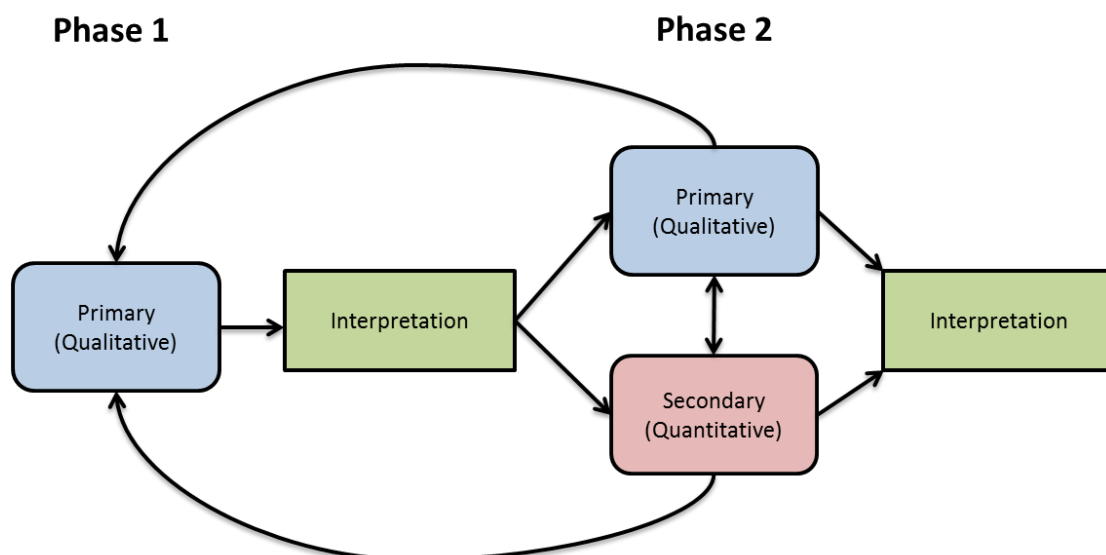 Phase 1
Phase 2
Primary
(Qualitative)
Interpretation
Primary
(Qualitative)
Secondary
(Quantitative)
Interpretation